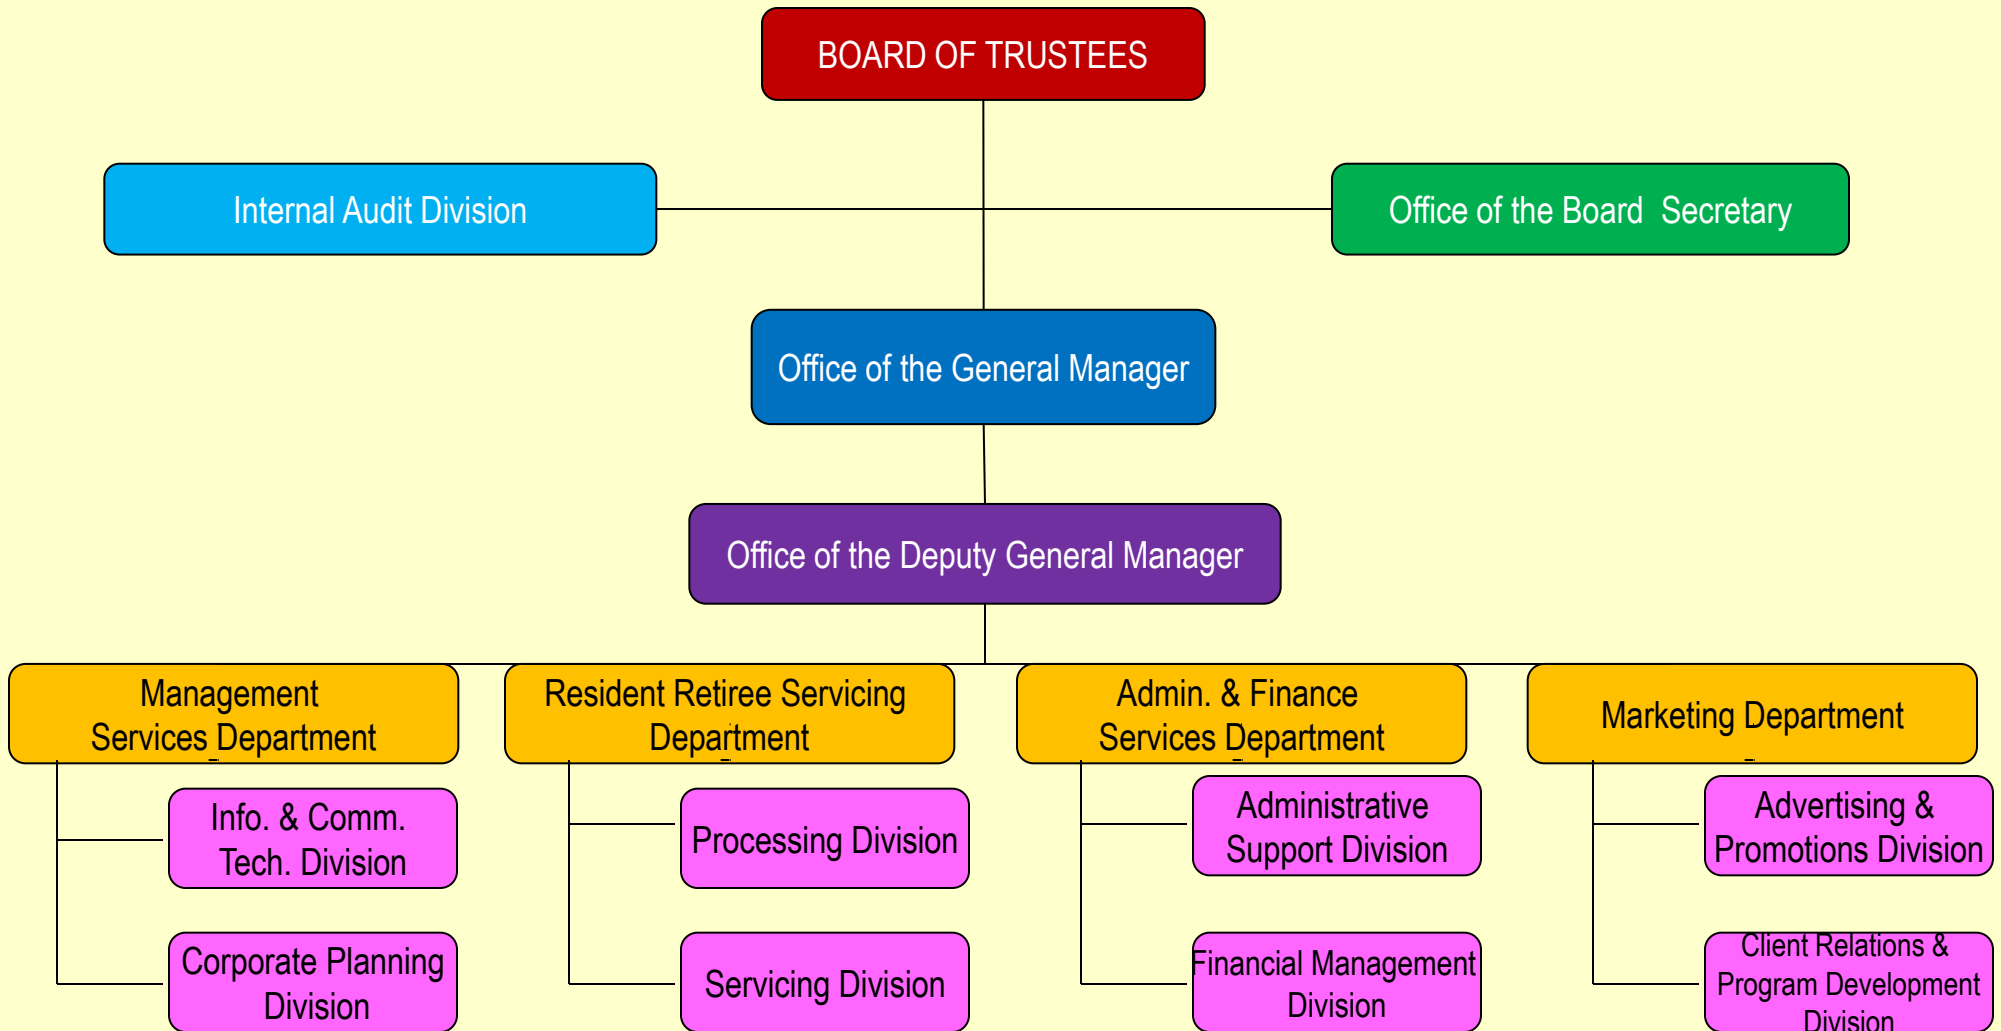 BOARD OF TRUSTEES
Internal Audit Division
Office of the Board Secretary
Office of the General Manager
Office of the Deputy General Manager
Management
Services Department
Resident Retiree Servicing
Department
Admin. & Finance
Services Department
Marketing Department
Info. & Comm.
Tech. Division
Processing Division
Administrative
Support Division
Advertising &
Promotions Division
Corporate Planning
Division
Servicing Division
Financial Management
Division
Client Relations &
Program Development
Division